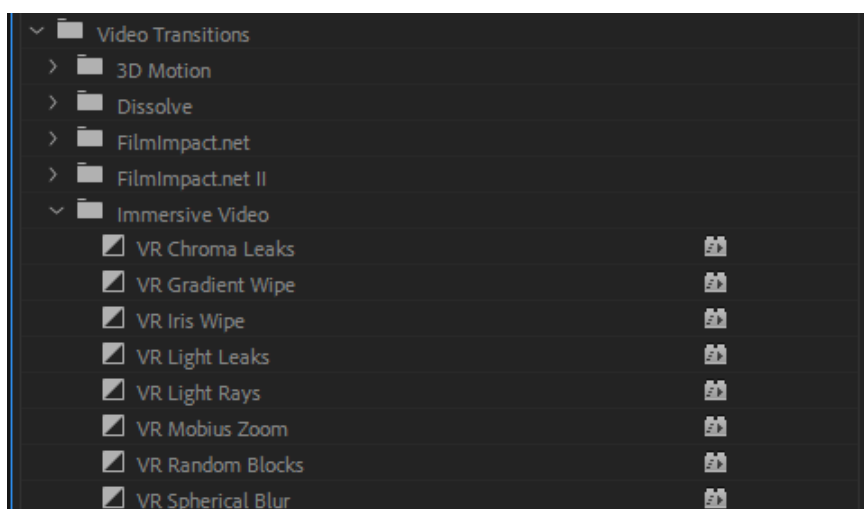 Video Transitions
3D Motion
Dissolve
FilmImpact.net
FilmImpact.net II
Immersive Video
VR Chroma Leaks
VR Gradient Wipe
VR Iris Wipe
VR Light Leaks
VR Light Rays
VR Mobius Zoom
VR Random Blocks
VR Spherical Blur